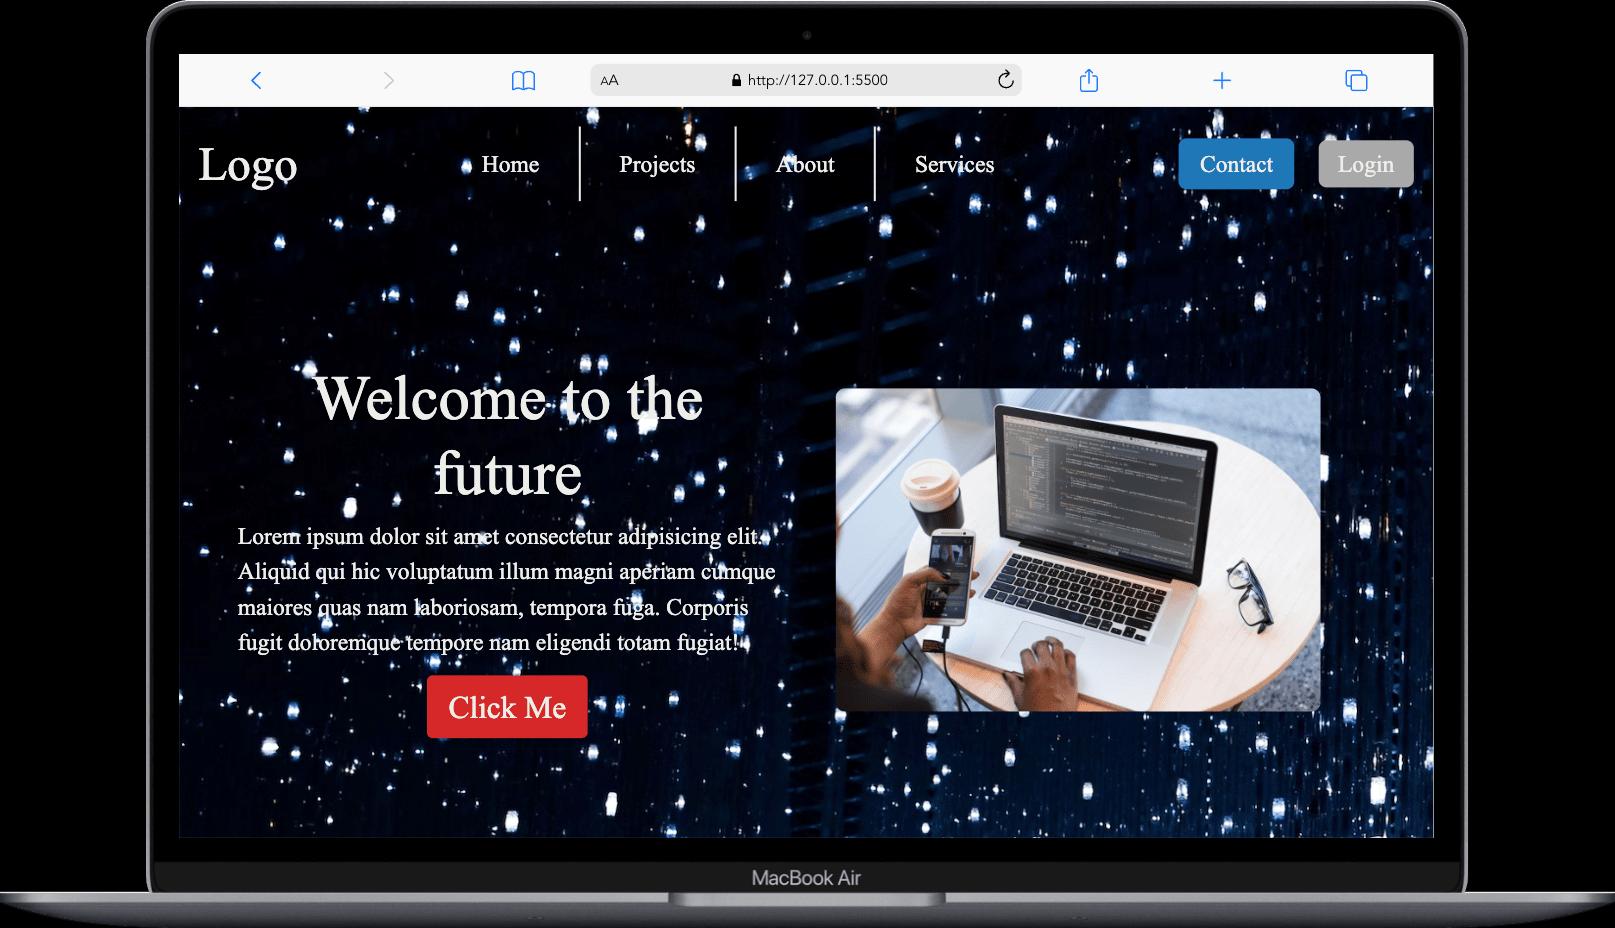 AA http://127.0.0.1:5500
Logo Home Projects About Services Contact Login
Welcome to the
future
Lorem ipsum dolor sit amet consectetur adipisicing elit.
Aliquid qui hic voluptatum illum magni aperiam cumque
maiores quas nam laboriosam, tempora fuga. Corporis
fugit doloremque tempore nam eligendi totam fugiat!
Click Me
MacBook Air